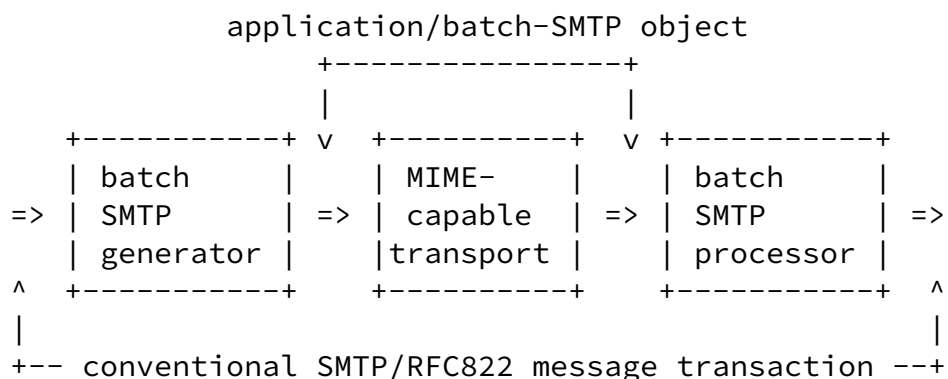 application/batch-SMTP object
+----------------+
|                |
+-----------+ v +----------+ v +-----------+
| batch     |   | MIME-    |   | batch     |
=> | SMTP      | => | capable  | => | SMTP      | =>
| generator |   |transport |   | processor |
^ +-----------+   +----------+   +-----------+ ^
|                                              |
+-- conventional SMTP/RFC822 message transaction --+